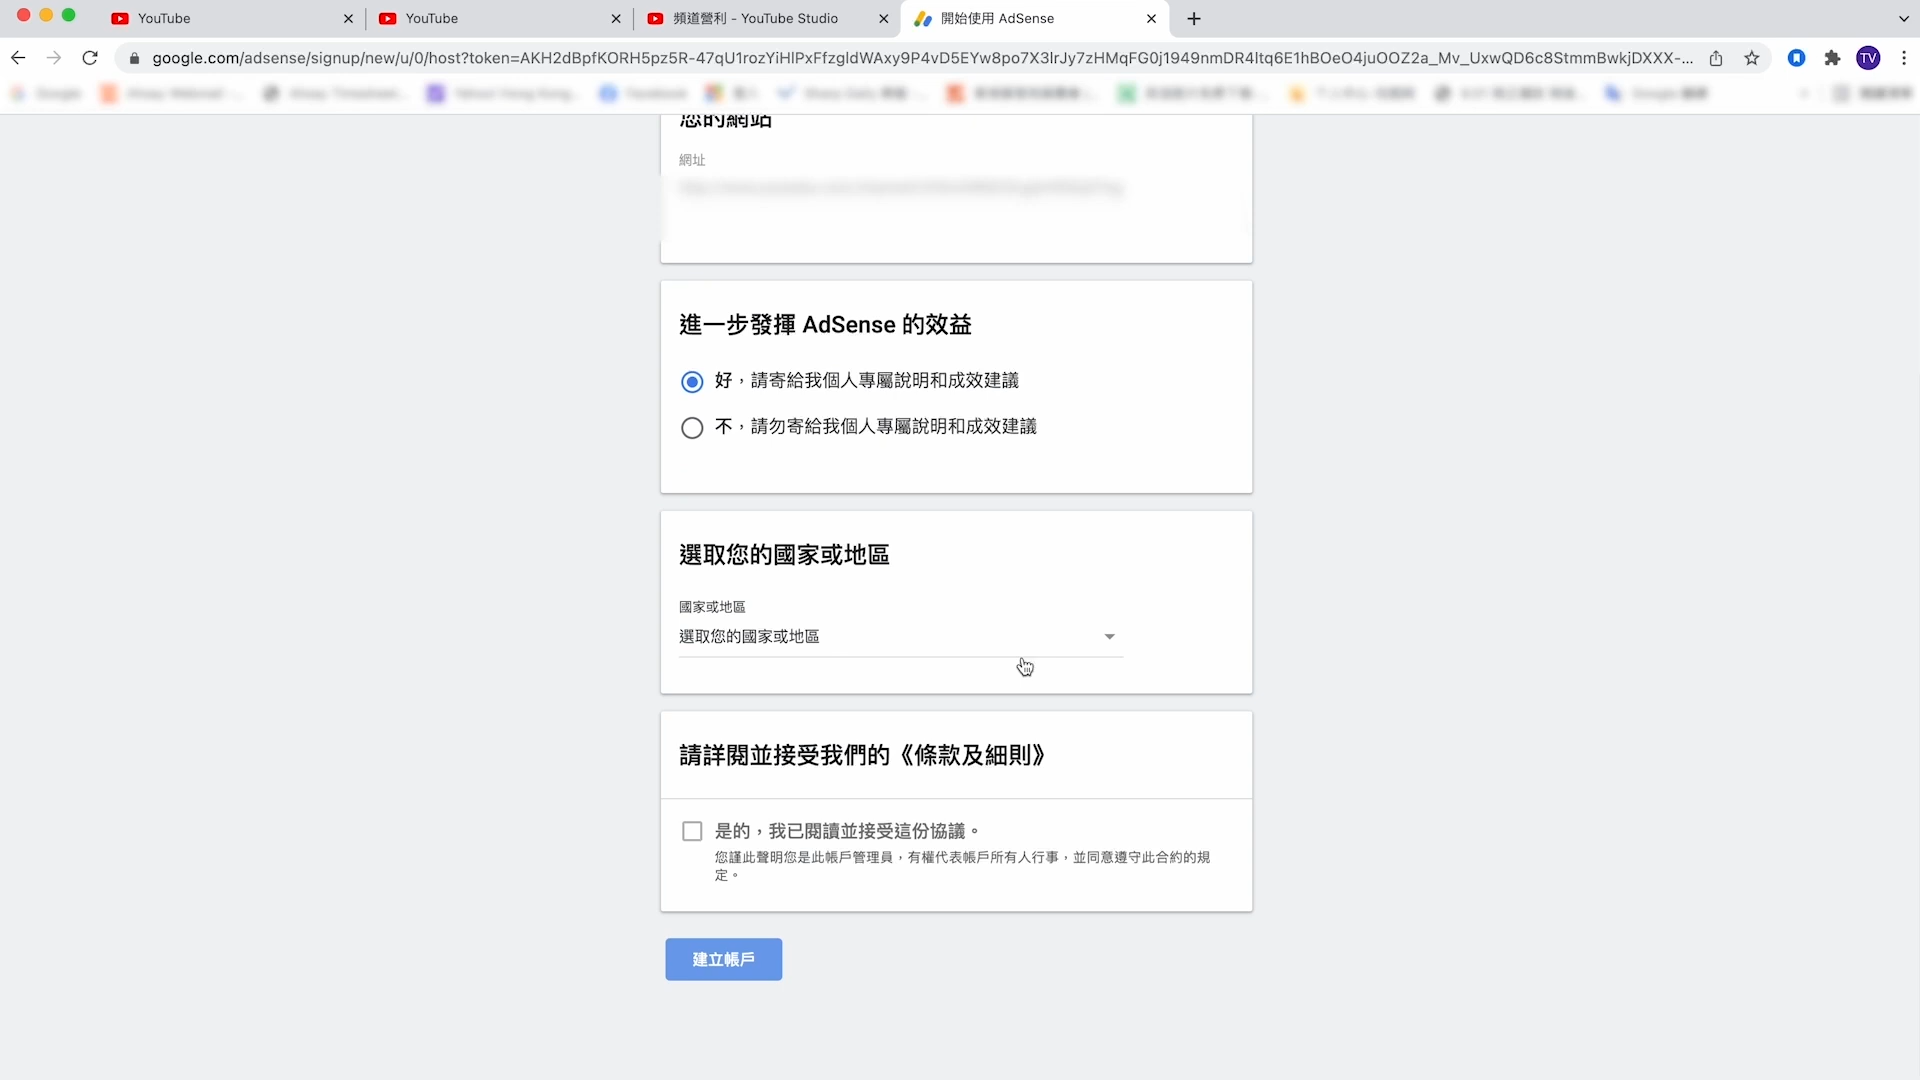 YouTube
YouTube
頻道營利 - YouTube Studio
開始使用 AdSense
google.com/adsense/signup/new/u/0/host?token=AKH2dBpfKORH5pz5R-47qU1rozYiHlPxFfzgldWAxy9P4vD5EYw8po7X3lrJy7zHMqFG0j1949nmDR4ltq6E1hBOeO4juOOZ2a_Mv_UxwQD6c8StmmBwkjDXXX-...
TV
您的網站
網址
進一步發揮 AdSense 的效益
好，請寄給我個人專屬說明和成效建議
不，請勿寄給我個人專屬說明和成效建議
選取您的國家或地區
國家或地區
選取您的國家或地區
請詳閱並接受我們的《條款及細則》
是的，我已閱讀並接受這份協議。
您謹此聲明您是此帳戶管理員，有權代表帳戶所有人行事，並同意遵守此合約的規
定。
建立帳戶